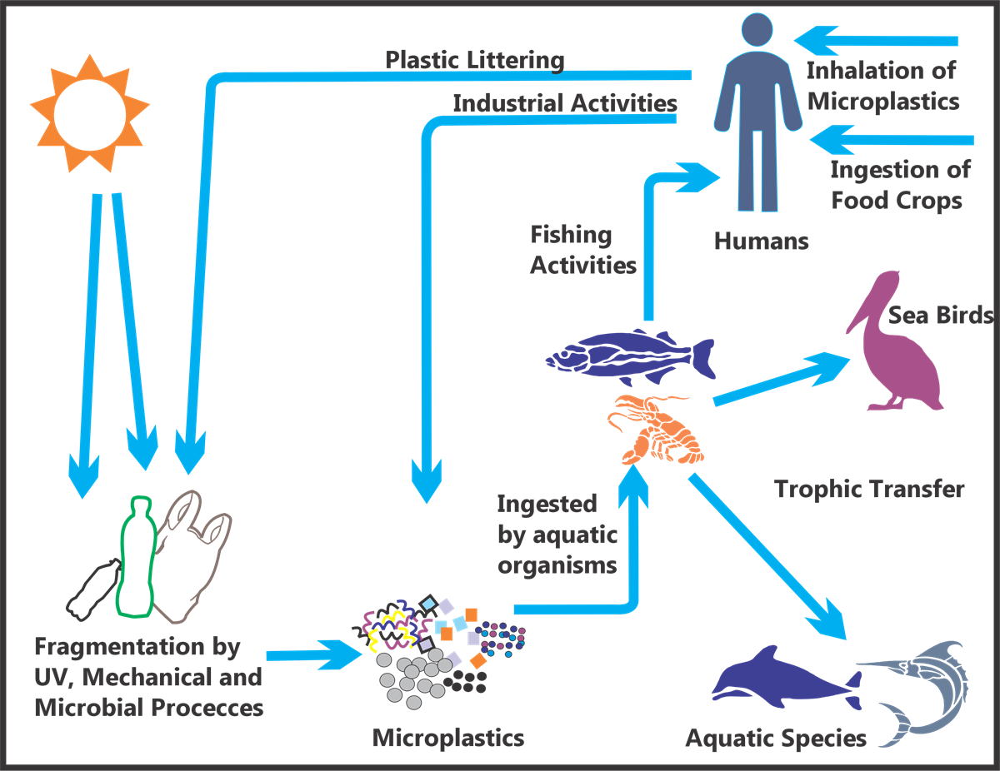 Plastic Littering
Industrial Activities
Inhalation of
Microplastics
Ingestion of
Food Crops
Humans
Fishing
Activities
Sea Birds
Trophic Transfer
Ingested
by aquatic
organisms
Fragmentation by
UV, Mechanical and
Microbial Procecces
Microplastics
Aquatic Species